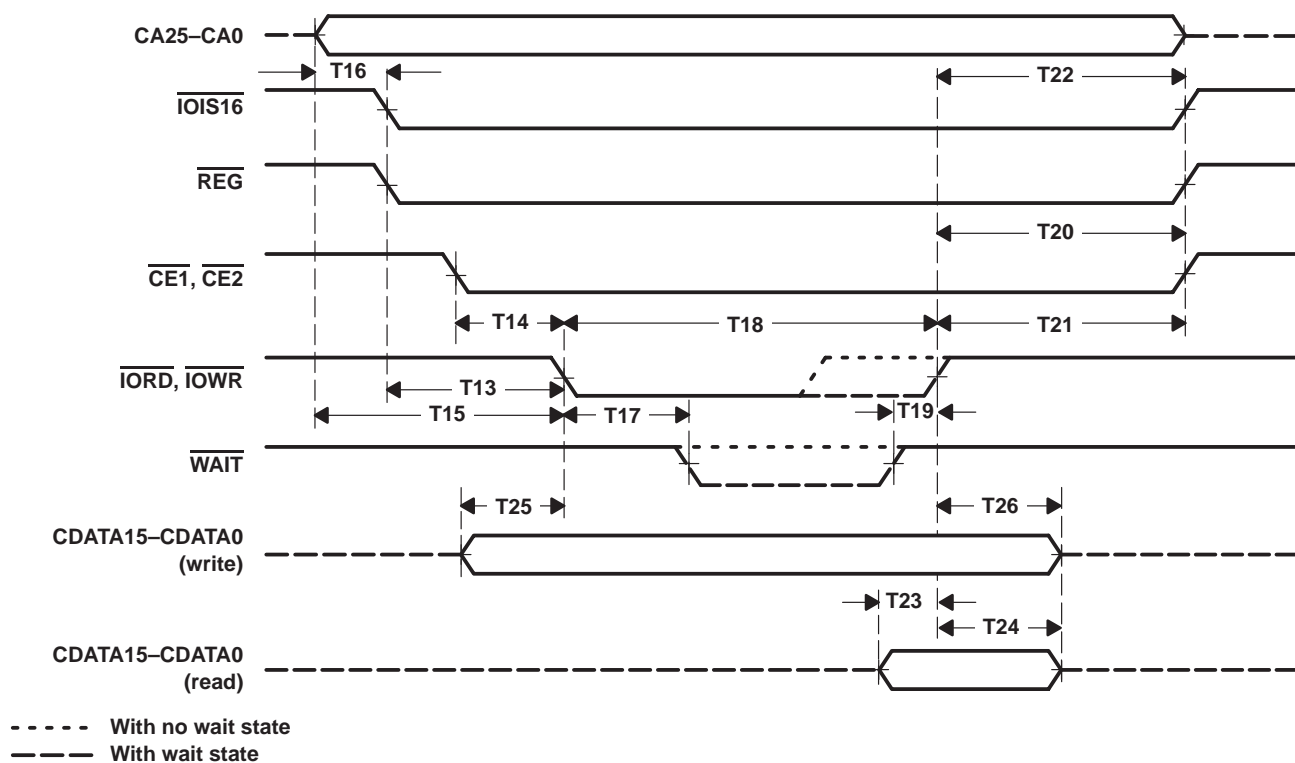 CA25–CA0
T16
T22
IOIS16
REG
T20
CE1, CE2
T14
T18
T21
IORD, IOWR
T13
T19
T15
T17
WAIT
T25
T26
CDATA15–CDATA0
(write)
T23
T24
CDATA15–CDATA0
(read)
With no wait state
With wait state